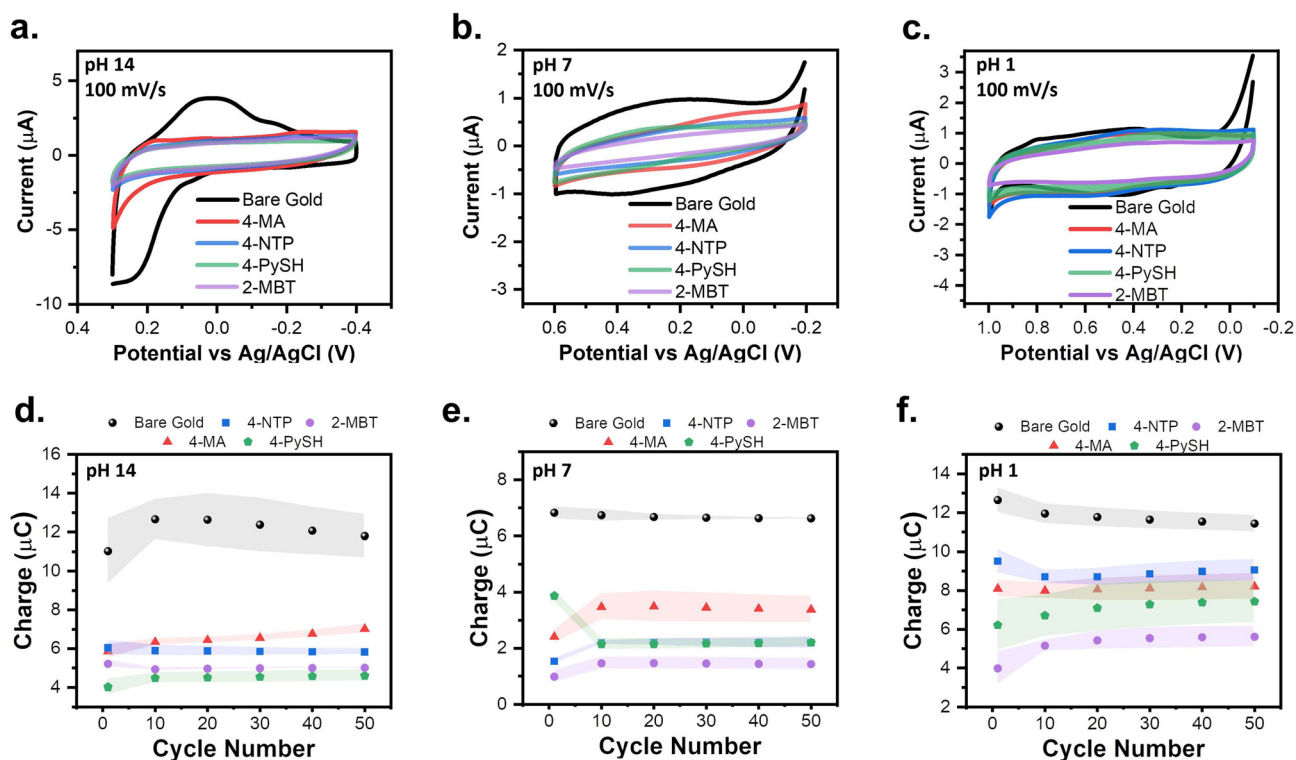 a.
pH 14
100 mV/s
5
0
-5
-10
Current (μA)
Bare Gold
4-MA
4-NTP
4-PySH
2-MBT
0.4 0.2 0.0 -0.2 -0.4
Potential vs Ag/AgCl (V)
b.
pH 7
100 mV/s
2
1
0
-1
-2
-3
Current (μA)
Bare Gold
4-MA
4-NTP
4-PySH
2-MBT
0.6 0.4 0.2 0.0 -0.2
Potential vs Ag/AgCl (V)
c.
pH 1
100 mV/s
3
2
1
0
-1
-2
-3
-4
Current (μA)
Bare Gold
4-MA
4-NTP
4-PySH
2-MBT
1.0 0.8 0.6 0.4 0.2 0.0 -0.2
Potential vs Ag/AgCl (V)
d.
Bare Gold 4-NTP 2-MBT
4-MA 4-PySH
pH 14
16
14
12
10
8
6
4
Charge (μC)
0 10 20 30 40 50
Cycle Number
e.
Bare Gold 4-NTP 2-MBT
4-MA 4-PySH
pH 7
8
6
4
2
0
Charge (μC)
0 10 20 30 40 50
Cycle Number
f.
Bare Gold 4-NTP 2-MBT
4-MA 4-PySH
pH 1
14
12
10
8
6
4
2
Charge (μC)
0 10 20 30 40 50
Cycle Number